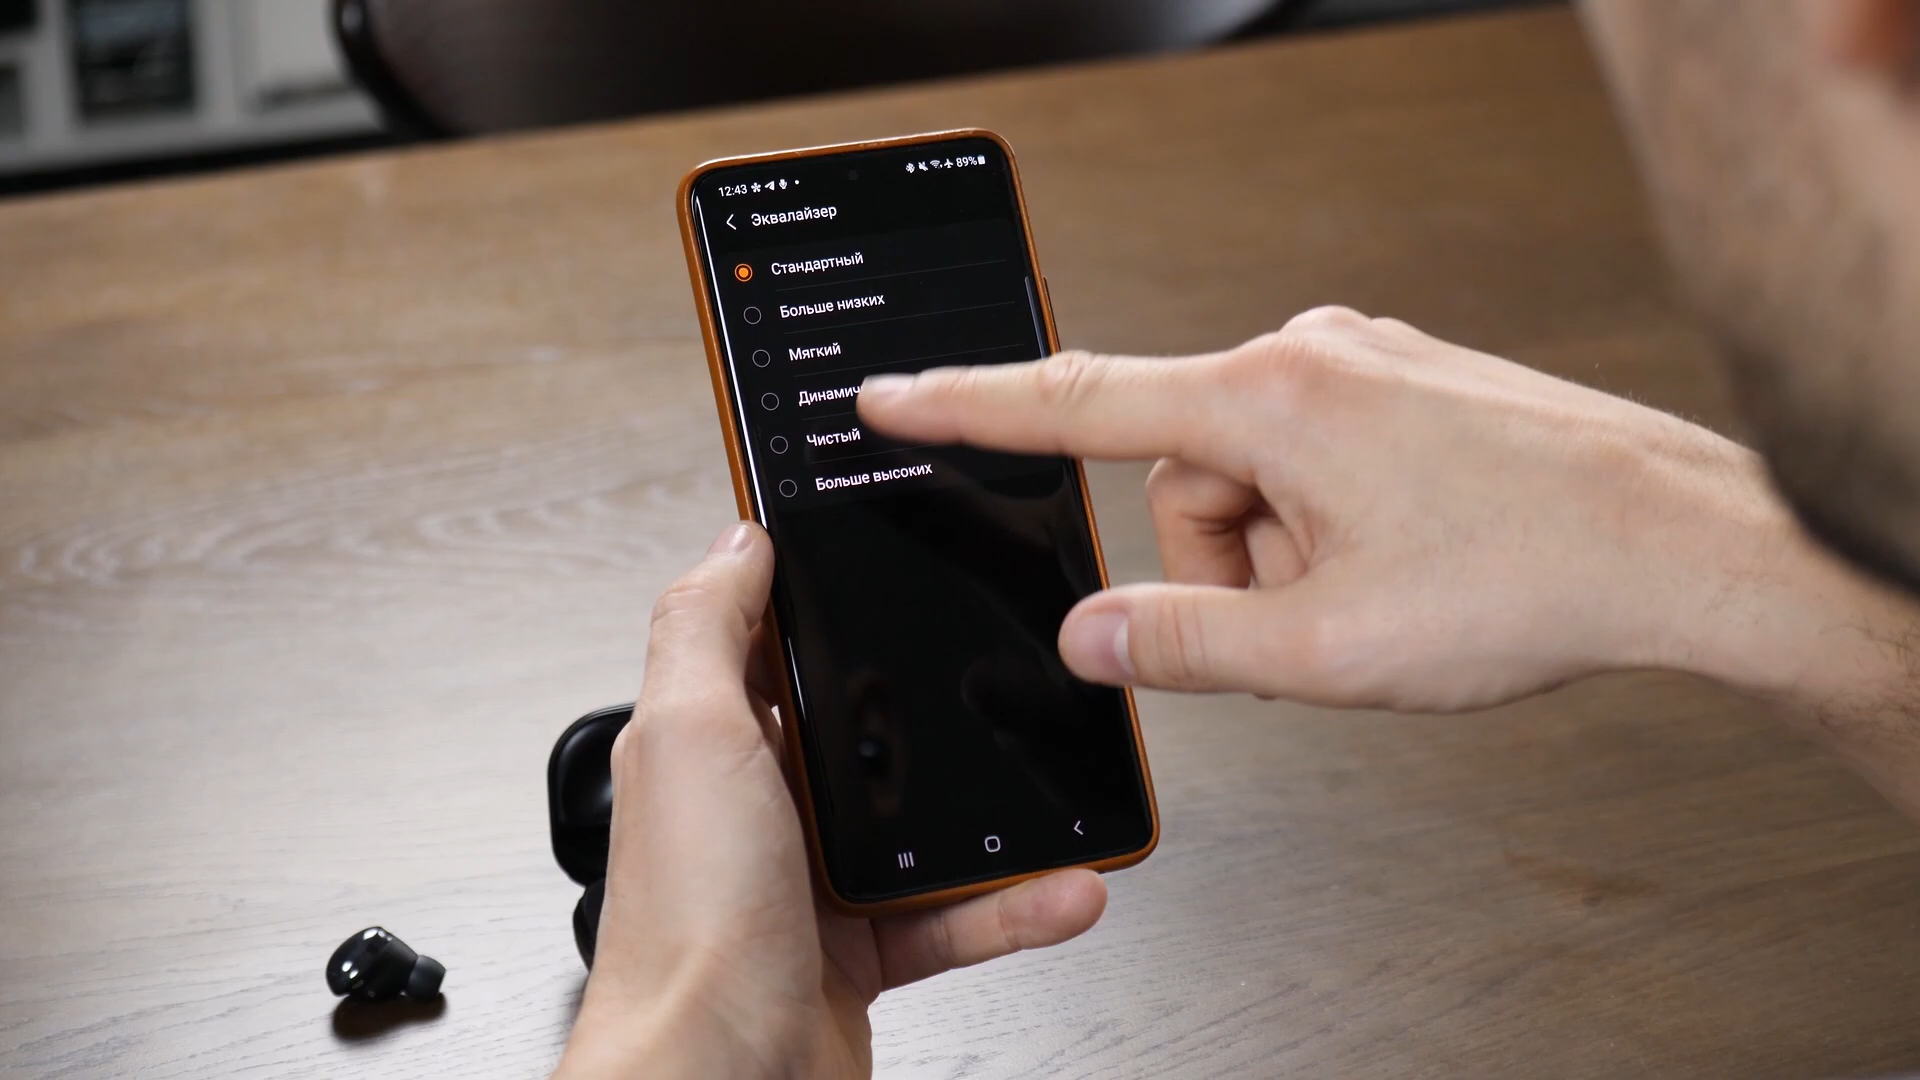 12:43 89%
Эквалайзер
Стандартный
Больше низких
Мягкий
Чистый
Больше высоких